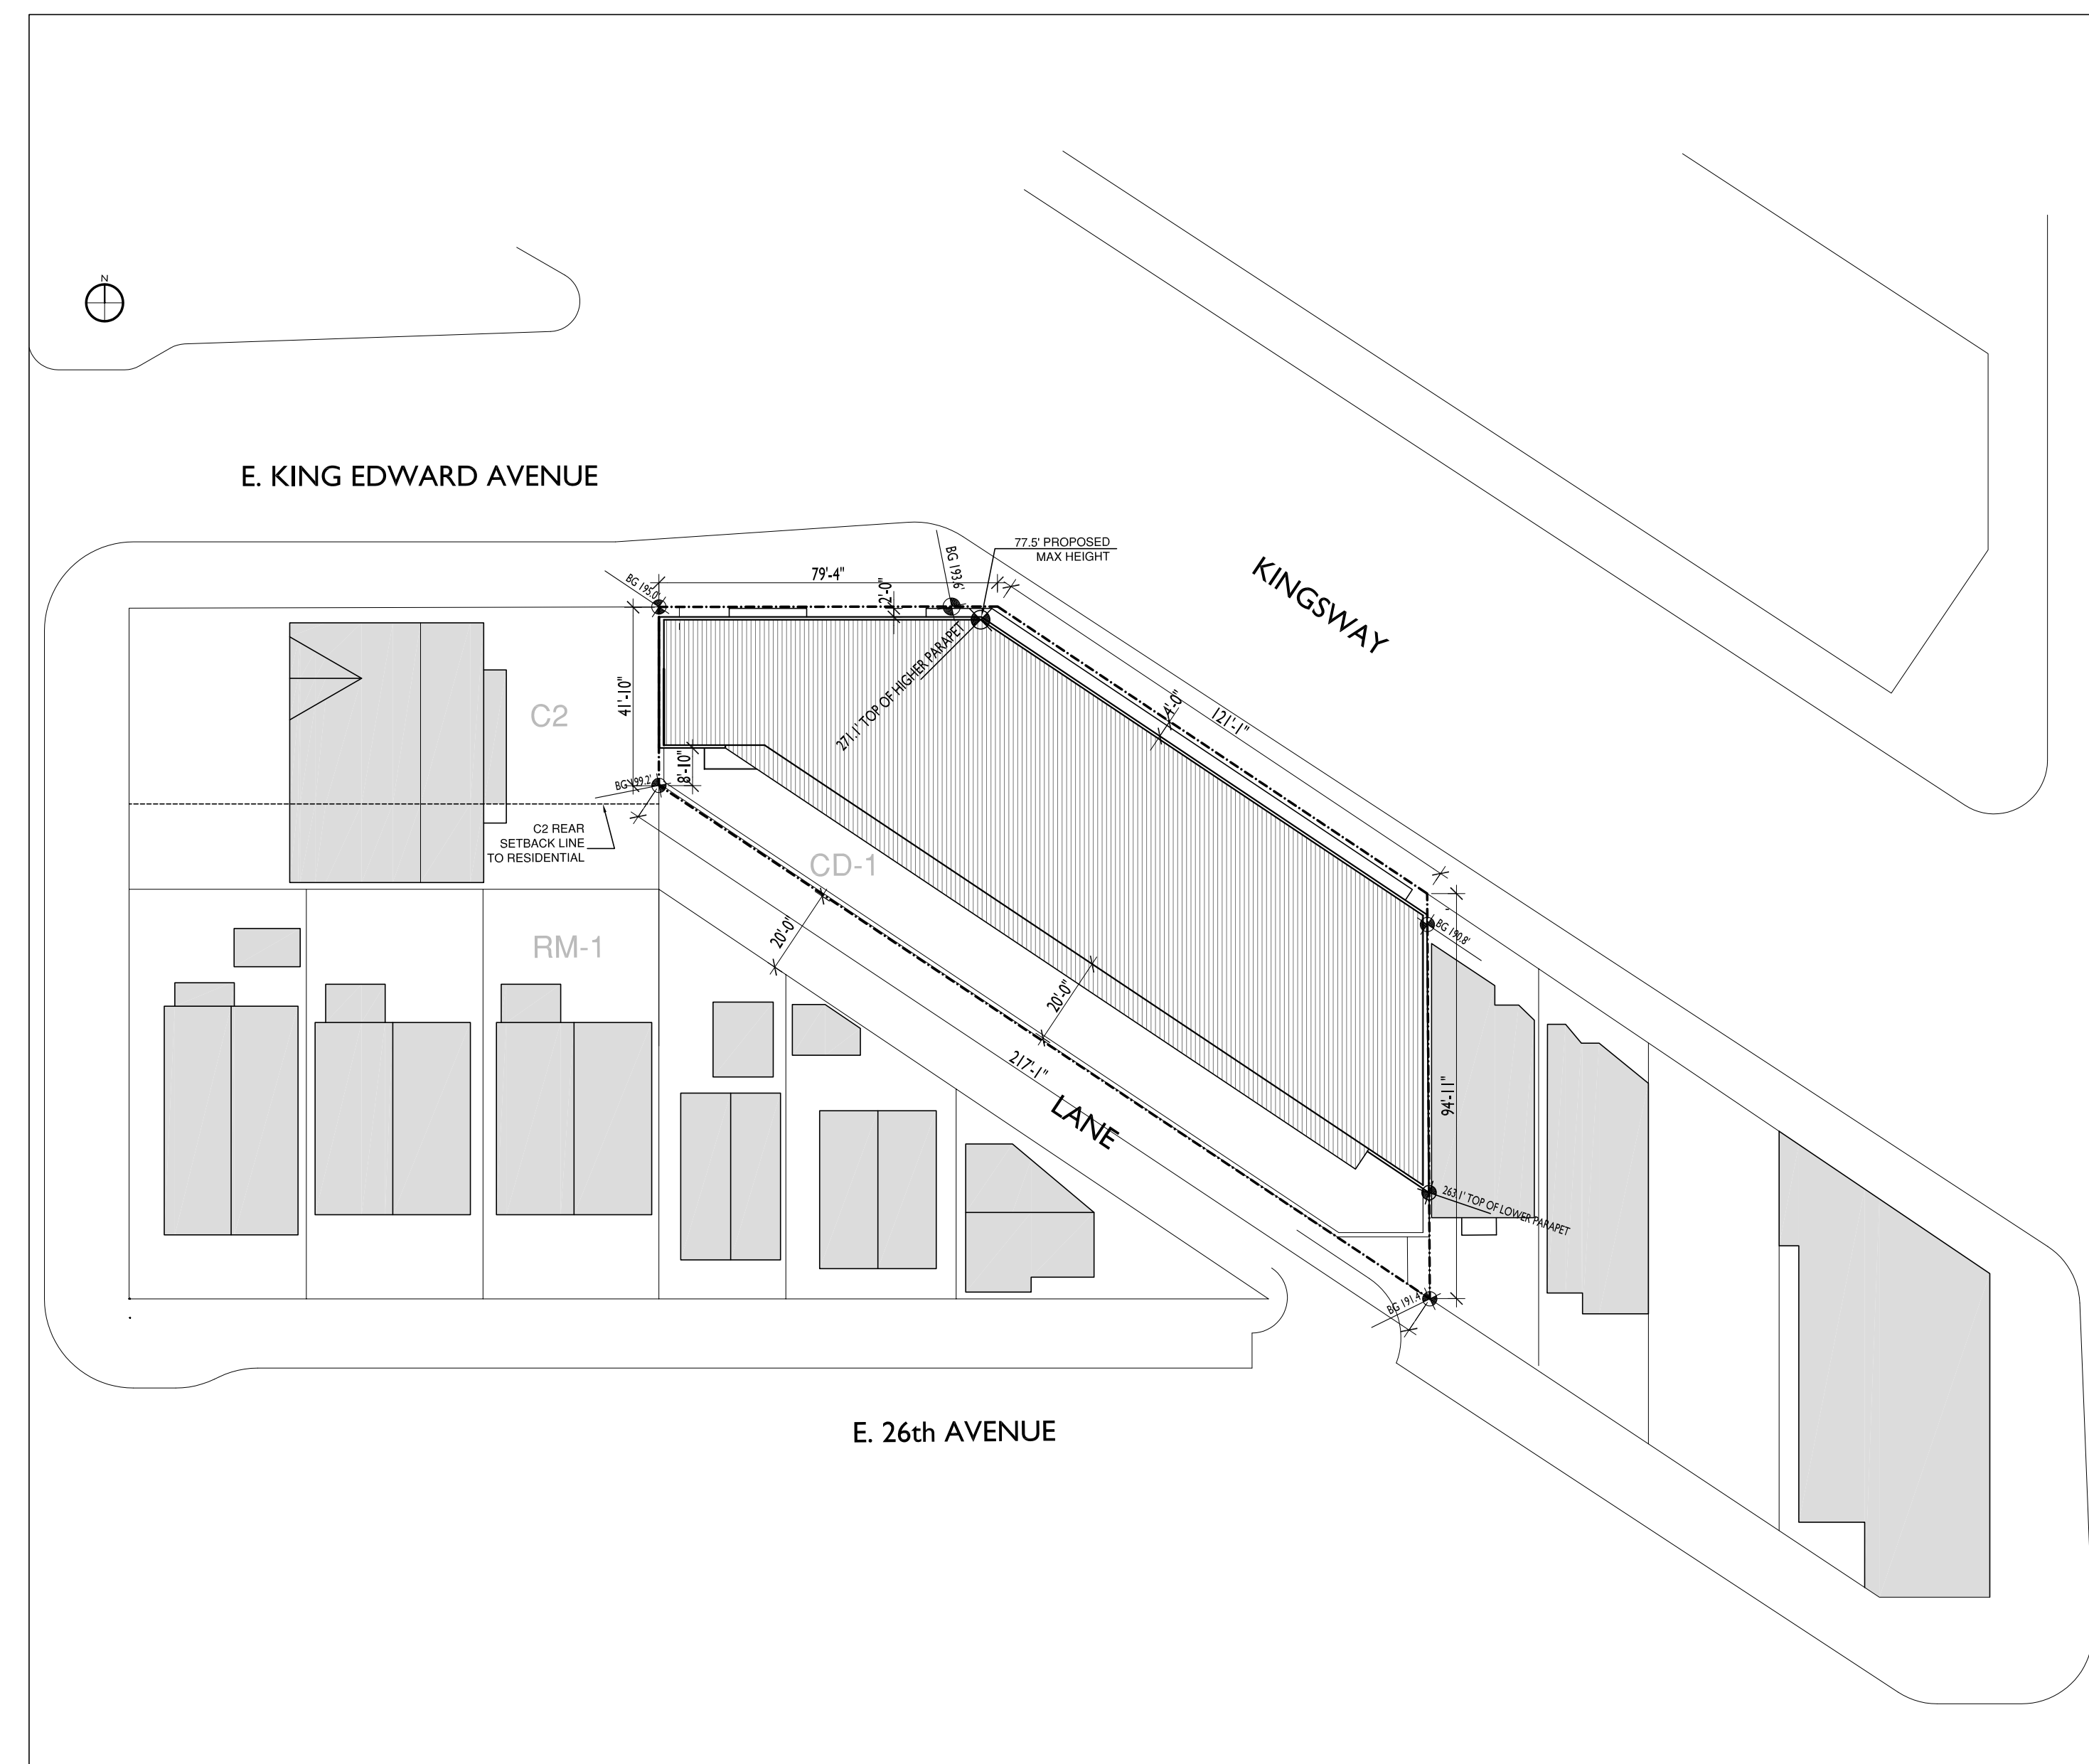 N
E. KING EDWARD AVENUE
77.5' PROPOSED
MAX HEIGHT
KINGSWAY
BG 195.0'
79'-4"
2'-0"
BG 193.6'
271.1' TOP OF HIGHER PARAPET
4'-0"
121'-1"
C2
41'-10"
8'-10"
BG 199.2'
C2 REAR
SETBACK LINE
TO RESIDENTIAL
CD-1
RM-1
20'-0"
20'-0"
BG 190.8'
217'-1"
LANE
94'-11"
263.1' TOP OF LOWER PARAPET
BG 191.4'
E. 26th AVENUE